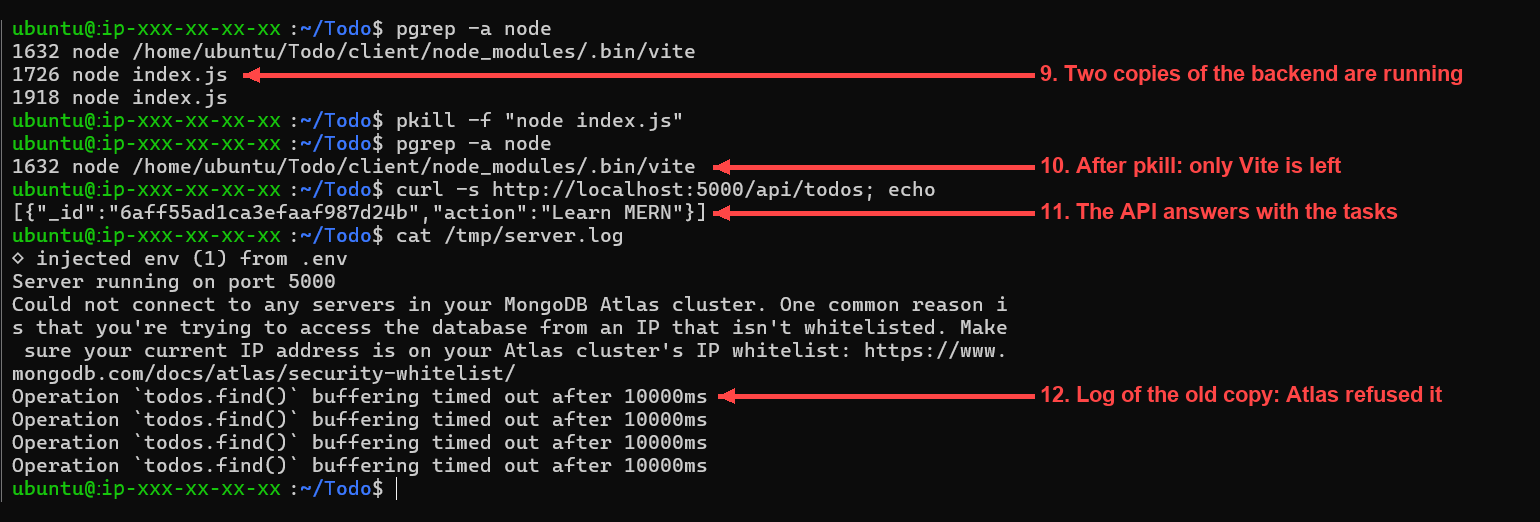 ubuntu@:ip-xxx-xx-xx-xx :~/Todo$ pgrep -a node
1632 node /home/ubuntu/Todo/client/node_modules/.bin/vite
1726 node index.js
9. Two copies of the backend are running
1918 node index.js
ubuntu@:ip-xxx-xx-xx-xx :~/Todo$ pkill -f "node index.js"
ubuntu@:ip-xxx-xx-xx-xx :~/Todo$ pgrep -a node
1632 node /home/ubuntu/Todo/client/node_modules/.bin/vite
10. After pkill: only Vite is left
ubuntu@:ip-xxx-xx-xx-xx :~/Todo$ curl -s http://localhost:5000/api/todos; echo
[{"_id":"6aff55ad1ca3efaaf987d24b","action":"Learn MERN"}]
11. The API answers with the tasks
ubuntu@:ip-xxx-xx-xx-xx :~/Todo$ cat /tmp/server.log
◇ injected env (1) from .env
Server running on port 5000
Could not connect to any servers in your MongoDB Atlas cluster. One common reason i
s that you're trying to access the database from an IP that isn't whitelisted. Make
 sure your current IP address is on your Atlas cluster's IP whitelist: https://www.
mongodb.com/docs/atlas/security-whitelist/
Operation `todos.find()` buffering timed out after 10000ms
12. Log of the old copy: Atlas refused it
Operation `todos.find()` buffering timed out after 10000ms
Operation `todos.find()` buffering timed out after 10000ms
Operation `todos.find()` buffering timed out after 10000ms
ubuntu@:ip-xxx-xx-xx-xx :~/Todo$